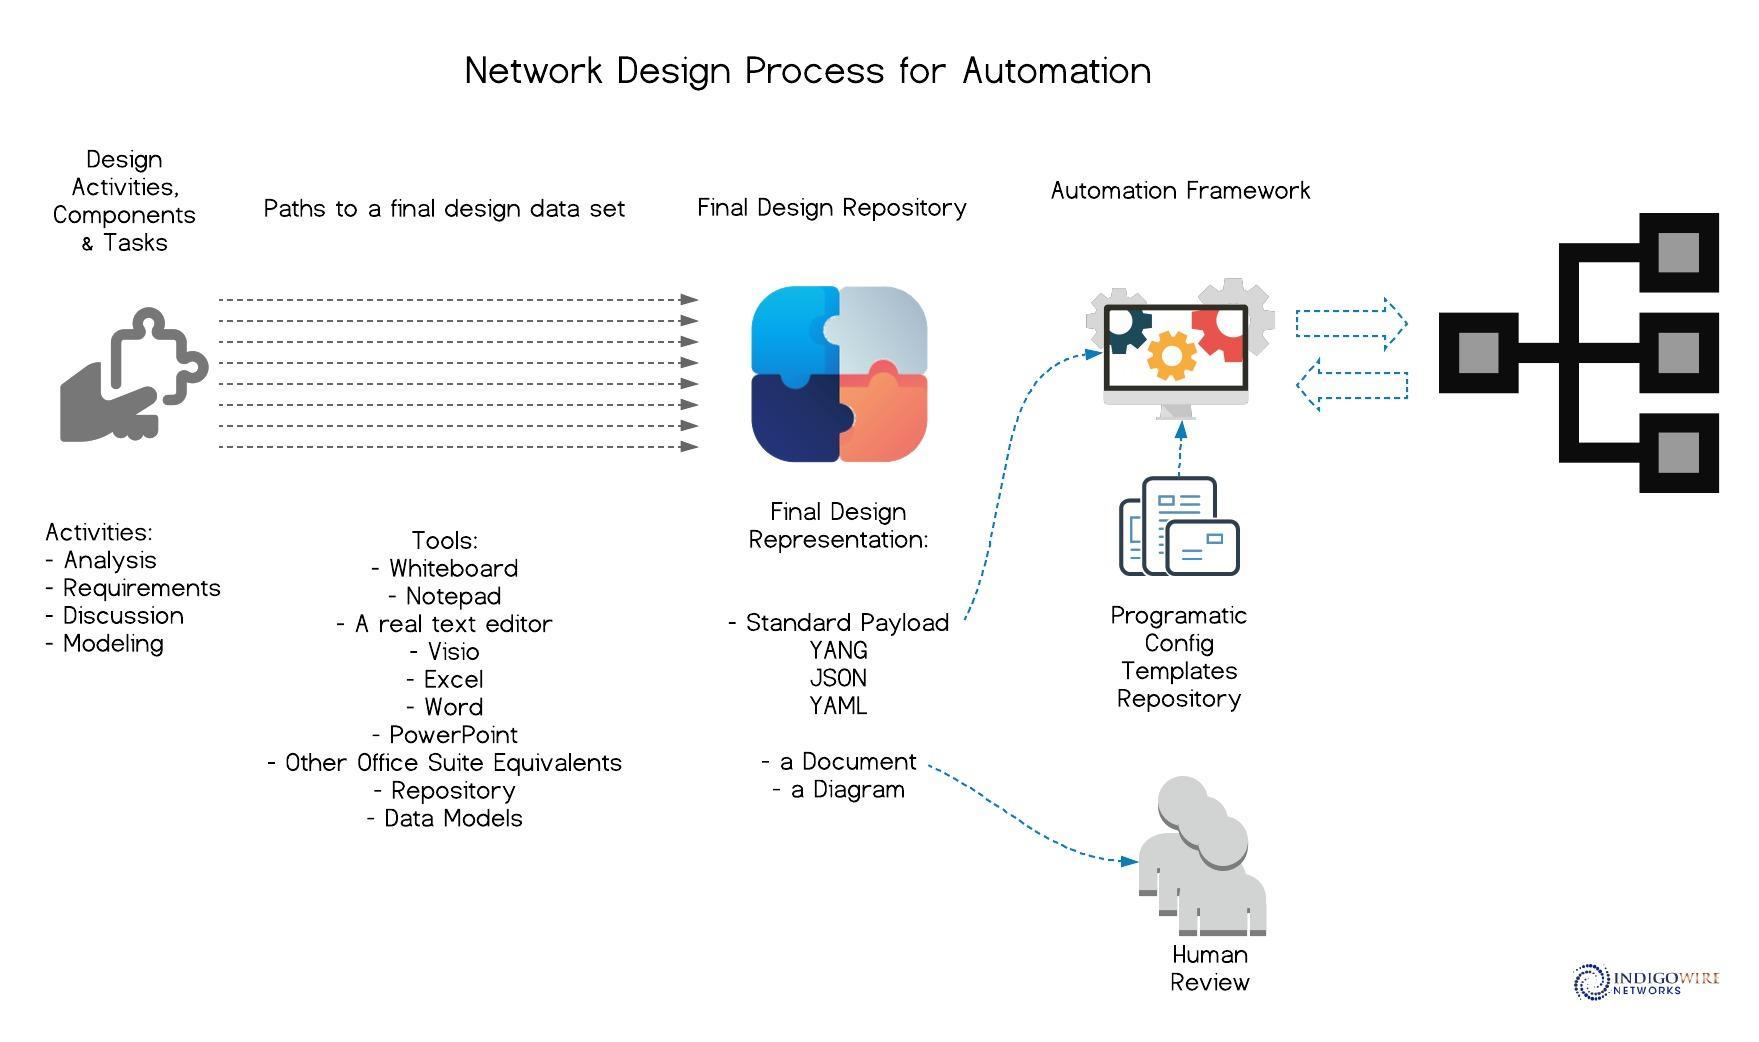 Network Design Process for Automation
Design
Activities,
Components
& Tasks
Paths to a final design data set
Final Design Repository
Automation Framework
Activities:
- Analysis
- Requirements
- Discussion
- Modeling
Tools:
- Whiteboard
- Notepad
- A real text editor
- Visio
- Excel
- Word
- PowerPoint
- Other Office Suite Equivalents
- Repository
- Data Models
Final Design
Representation:
- Standard Payload
YANG
JSON
YAML
- a Document
- a Diagram
Programatic
Config
Templates
Repository
Human
Review
INDIGOWIRE
NETWORKS